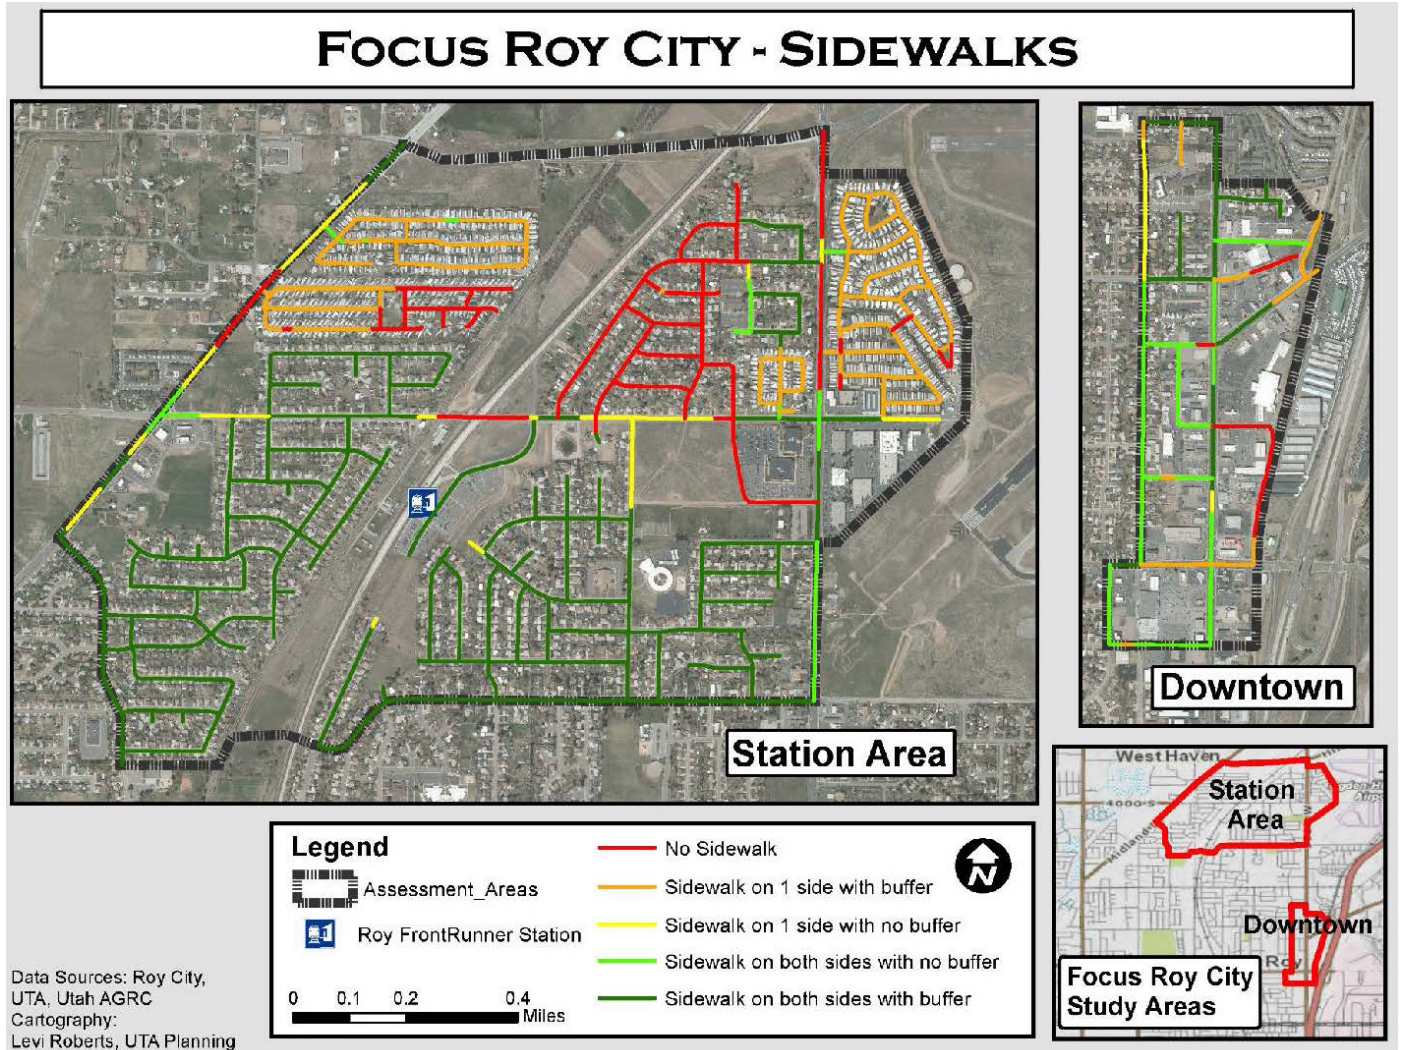 FOCUS ROY CITY - SIDEWALKS
Station Area
Downtown
Legend
Assessment_Areas
Roy FrontRunner Station
0 0.1 0.2 0.4
Miles
No Sidewalk
Sidewalk on 1 side with buffer
Sidewalk on 1 side with no buffer
Sidewalk on both sides with no buffer
Sidewalk on both sides with buffer
N
West Haven
4000 S
Station
Area
Midland
Downtown
Roy
Focus Roy City
Study Areas
Data Sources: Roy City,
UTA, Utah AGRC
Cartography:
Levi Roberts, UTA Planning